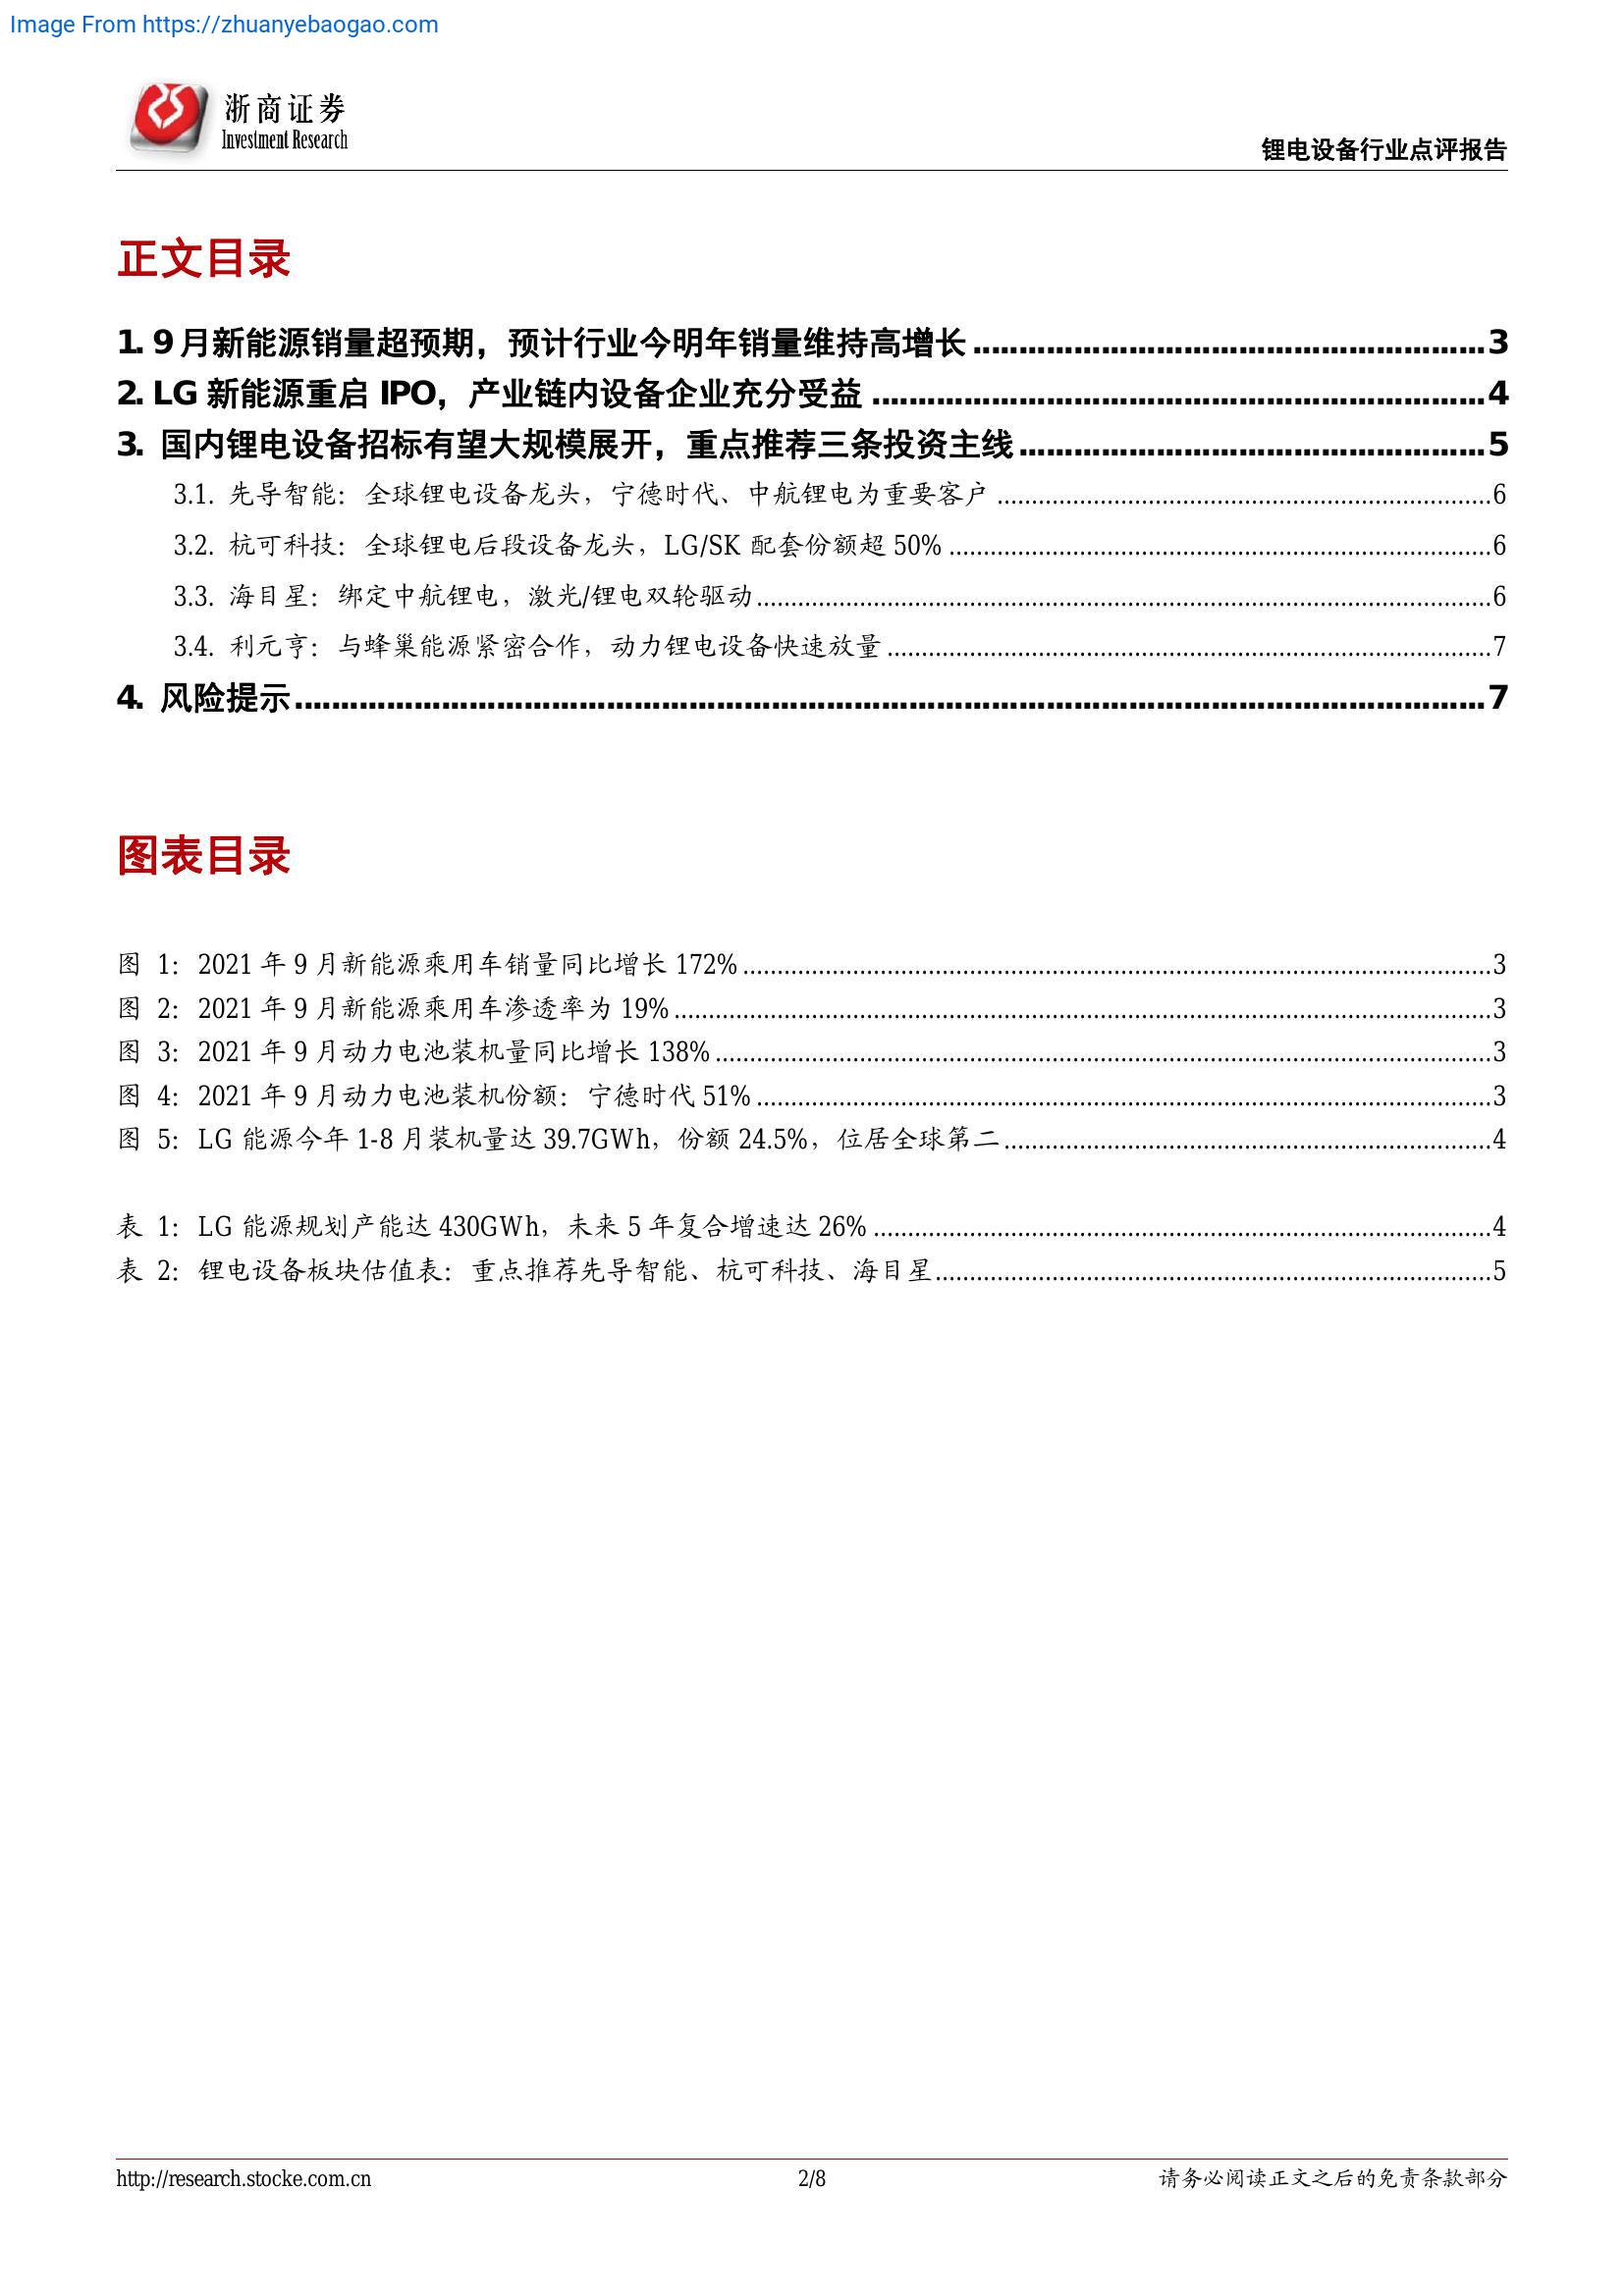 Image From https://zhuanyebaogao.com
浙商证券
Investment Research
锂电设备行业点评报告
正文目录
1. 9 月新能源销量超预期，预计行业今明年销量维持高增长 3
2. LG 新能源重启 IPO，产业链内设备企业充分受益 4
3. 国内锂电设备招标有望大规模展开，重点推荐三条投资主线 5
3.1. 先导智能：全球锂电设备龙头，宁德时代、中航锂电为重要客户 6
3.2. 杭可科技：全球锂电后段设备龙头，LG/SK 配套份额超 50% 6
3.3. 海目星：绑定中航锂电，激光/锂电双轮驱动 6
3.4. 利元亨：与蜂巢能源紧密合作，动力锂电设备快速放量 7
4. 风险提示 7
图表目录
图 1：2021 年 9 月新能源乘用车销量同比增长 172% 3
图 2：2021 年 9 月新能源乘用车渗透率为 19% 3
图 3：2021 年 9 月动力电池装机量同比增长 138% 3
图 4：2021 年 9 月动力电池装机份额：宁德时代 51% 3
图 5：LG 能源今年 1-8 月装机量达 39.7GWh，份额 24.5%，位居全球第二 4
表 1：LG 能源规划产能达 430GWh，未来 5 年复合增速达 26% 4
表 2：锂电设备板块估值表：重点推荐先导智能、杭可科技、海目星 5
http://research.stocke.com.cn
2/8
请务必阅读正文之后的免责条款部分